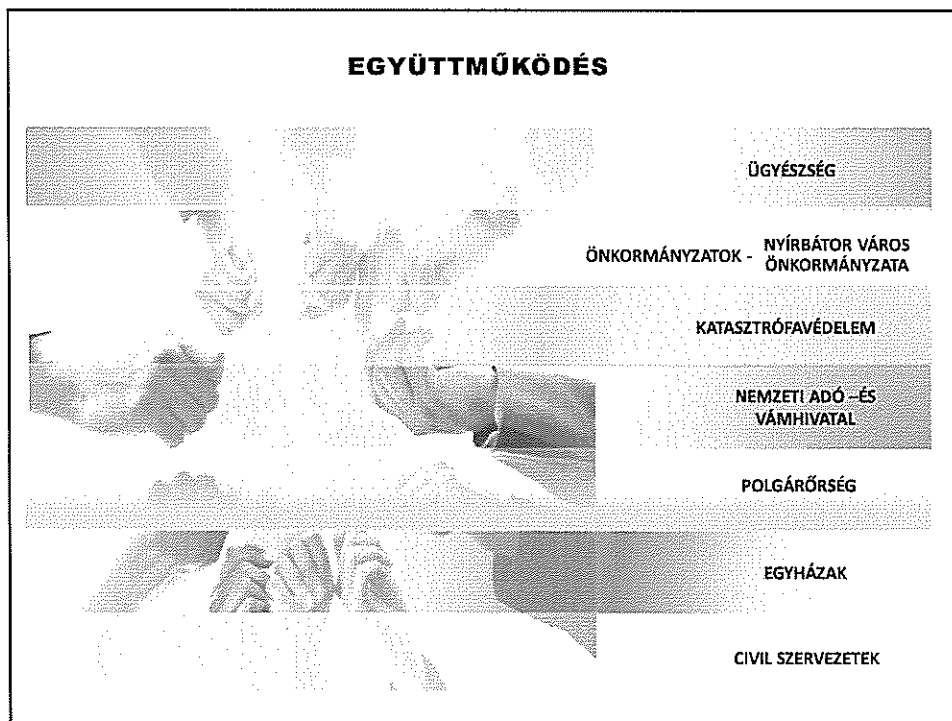 EGYÜTTMŰKÖDÉS
ÜGYÉSZSÉG
ÖNKORMÁNYZATOK - NYÍRBÁTOR VÁROS
ÖNKORMÁNYZATA
KATASZTRÓFAVÉDELEM
NEMZETI ADÓ –ÉS
VÁMHIVATAL
POLGÁRŐRSÉG
EGYHÁZAK
CIVIL SZERVEZETEK